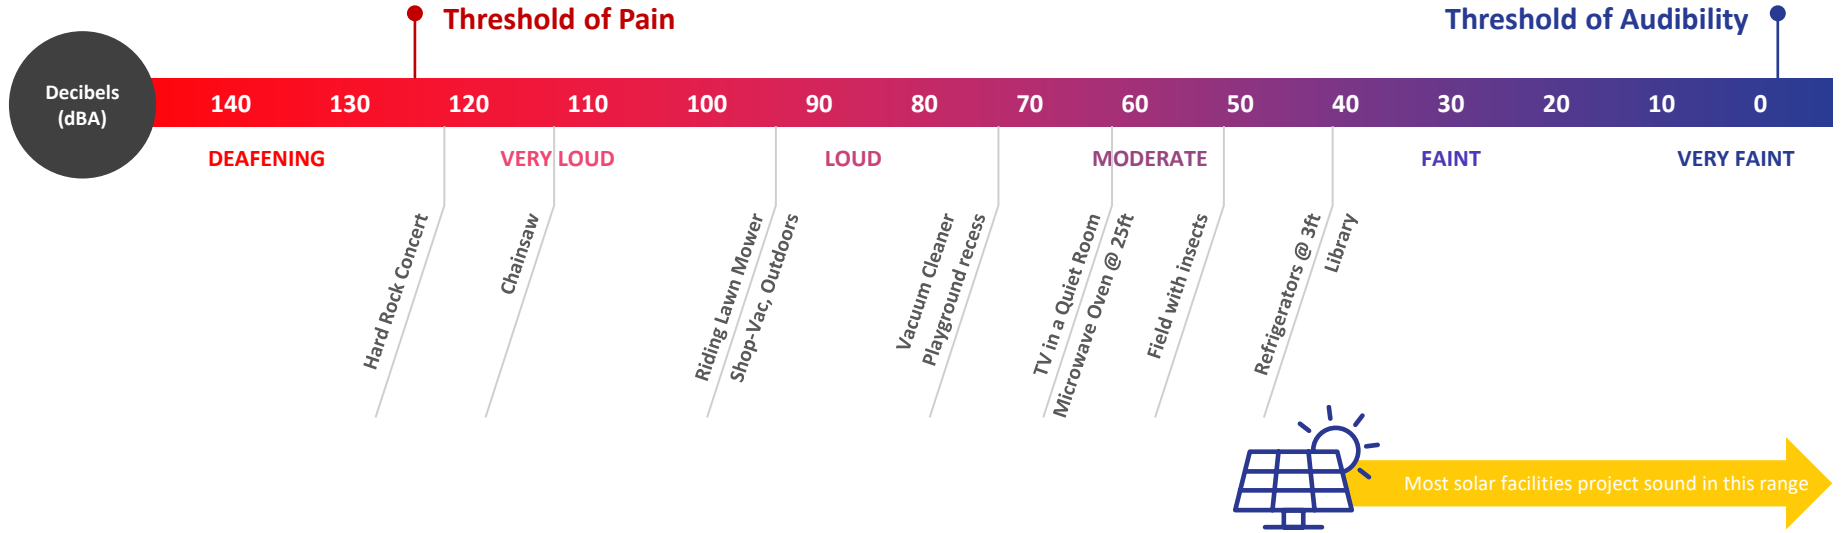 Threshold of Pain
Threshold of Audibility
Decibels
(dBA)
140 130 120 110 100 90 80 70 60 50 40 30 20 10 0
DEAFENING VERY LOUD LOUD MODERATE FAINT VERY FAINT
Hard Rock Concert
Chainsaw
Riding Lawn Mower
Shop-Vac, Outdoors
Vacuum Cleaner
Playground recess
TV in a Quiet Room
Microwave Oven @ 25ft
Field with insects
Refrigerators @ 3ft
Library
Most solar facilities project sound in this range